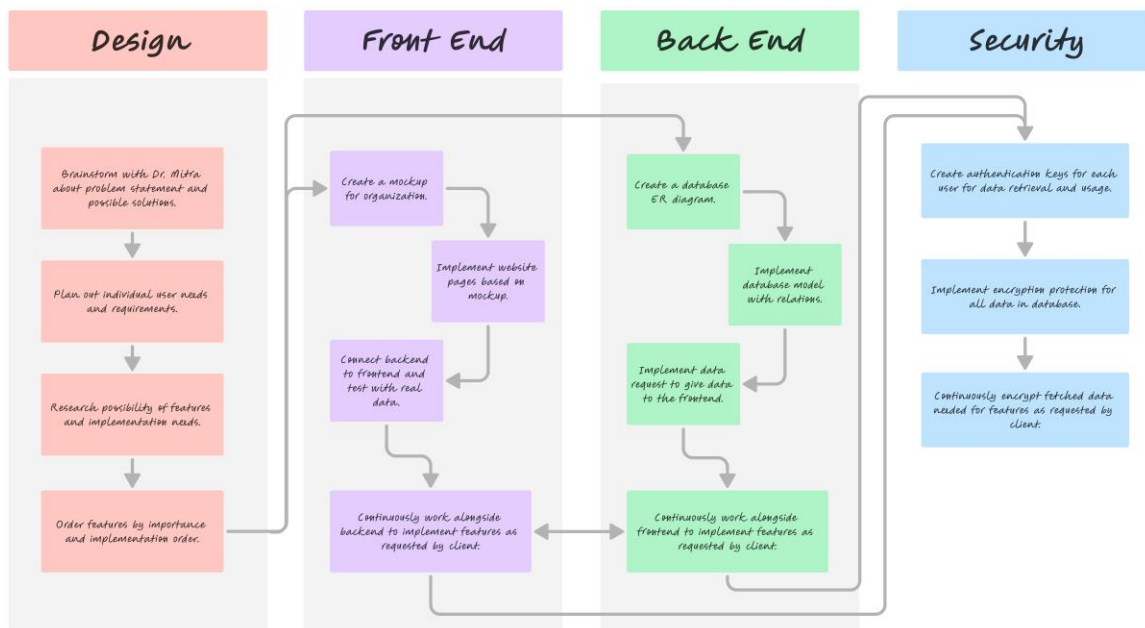 Design
Front End
Back End
Security
Brainstorm with Dr. Mitra
about problem statement and
possible solutions.
Plan out individual user needs
and requirements.
Research possibility of features
and implementation needs.
Order features by importance
and implementation order.
Create a mockup
for organization.
Implement website
pages based on
mockup.
Connect backend
to frontend and
test with real
data.
Continuously work alongside
backend to implement features as
requested by client.
Create a database
ER diagram.
Implement
database model
with relations.
Implement data
request to give data
to the frontend.
Continuously work alongside
frontend to implement features as
requested by client.
Create authentication keys for each
user for data retrieval and usage.
Implement encryption protection for
all data in database.
Continuously encrypt fetched data
needed for features as requested by
client.